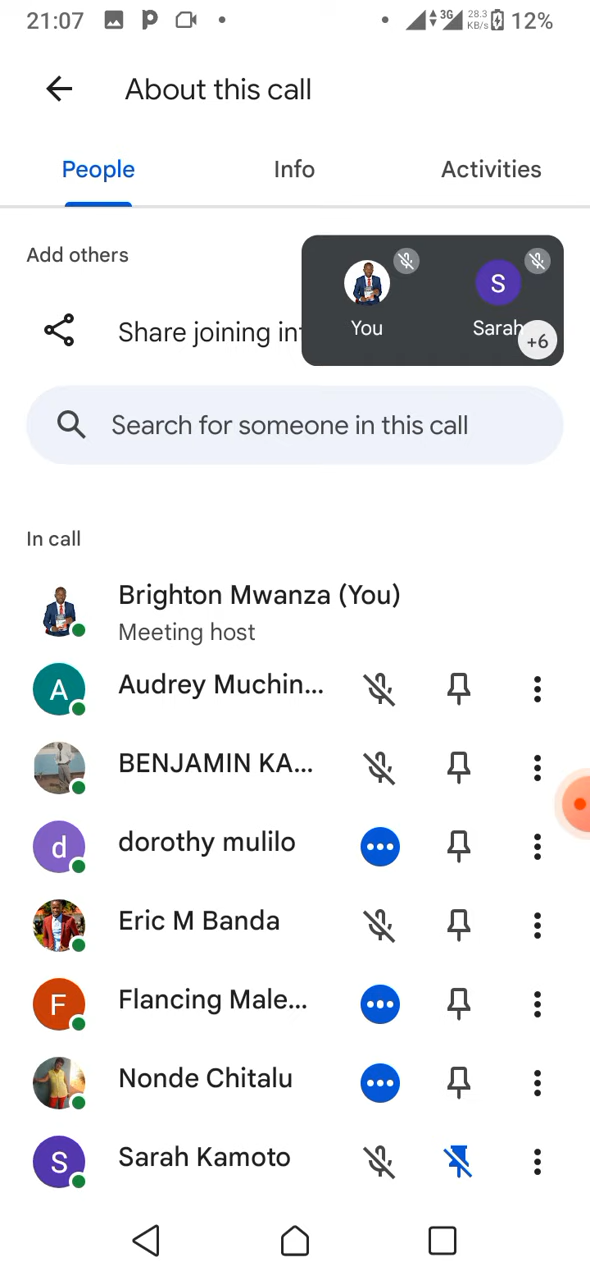 21:07 3G 28.3 KB/s 12%
About this call
People Info Activities
Add others
Share joining in
You Sarah +6
Search for someone in this call
In call
Brighton Mwanza (You)
Meeting host
A Audrey Muchin...
BENJAMIN KA...
d dorothy mulilo
Eric M Banda
F Flancing Male...
Nonde Chitalu
S Sarah Kamoto